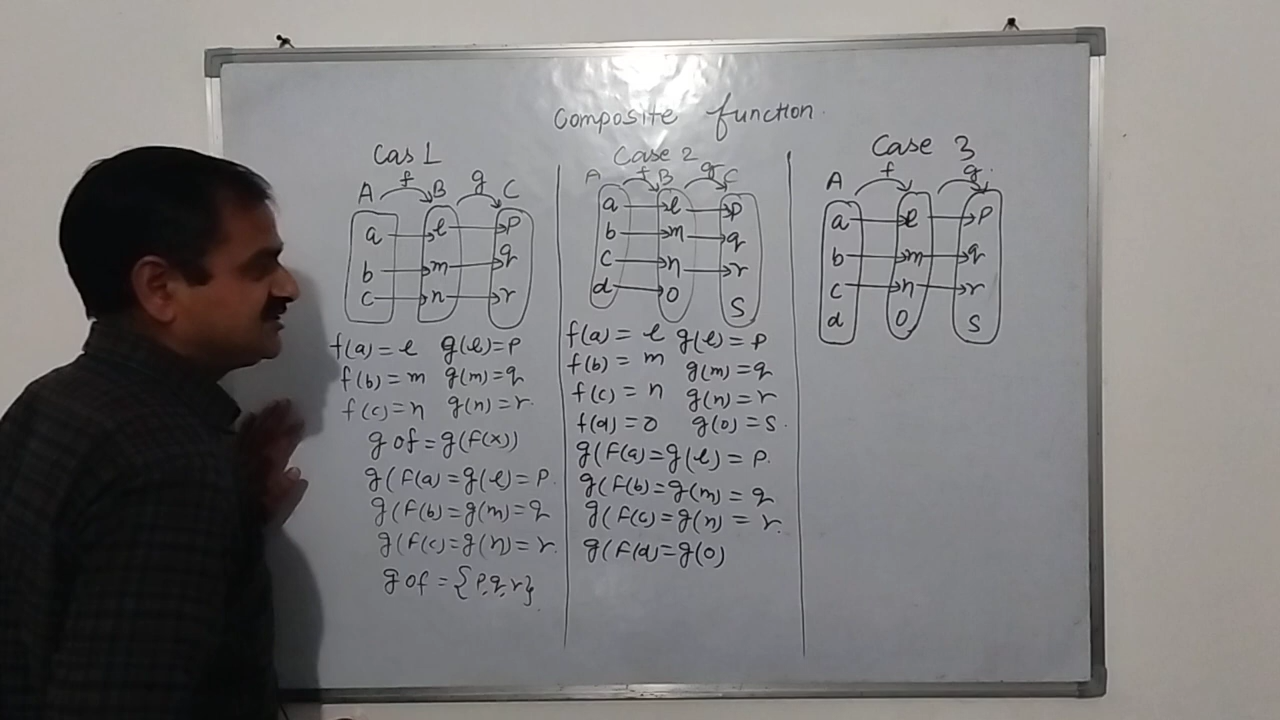 Composite function.
Cas 1
A f B g C
a e p
b m q
c n r
f(a) = e g(e) = p
f(b) = m g(m) = q
f(c) = n g(n) = r.
g of = g(f(x))
g(f(a) = g(e) = p.
g(f(b) = g(m) = q
g(f(c) = g(n) = r.
g of = {p, q, r}
Case 2
A f B g C
a e p
b m q
c n r
d o s
f(a) = e g(e) = p
f(b) = m g(m) = q
f(c) = n g(n) = r
f(d) = o g(o) = s.
g(f(a) = g(e) = p.
g(f(b) = g(m) = q
g(f(c) = g(n) = r.
g(f(d) = g(o)
Case 3
A f g.
a e p
b m q
c n r
d o s